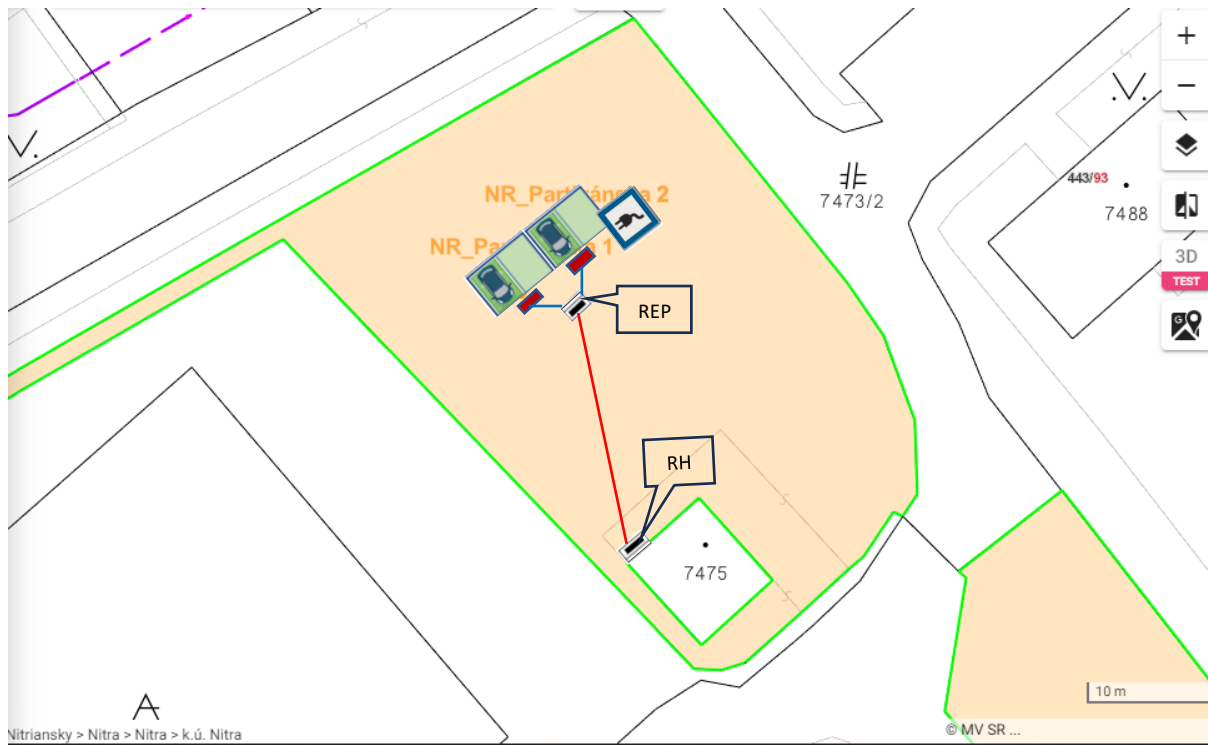 443/93
7473/2
7488
3D
TEST
NR_Partizánska 2
NR_Partizánska 1
REP
RH
7475
10 m
Nitriansky > Nitra > Nitra > k.ú. Nitra
© MV SR ...